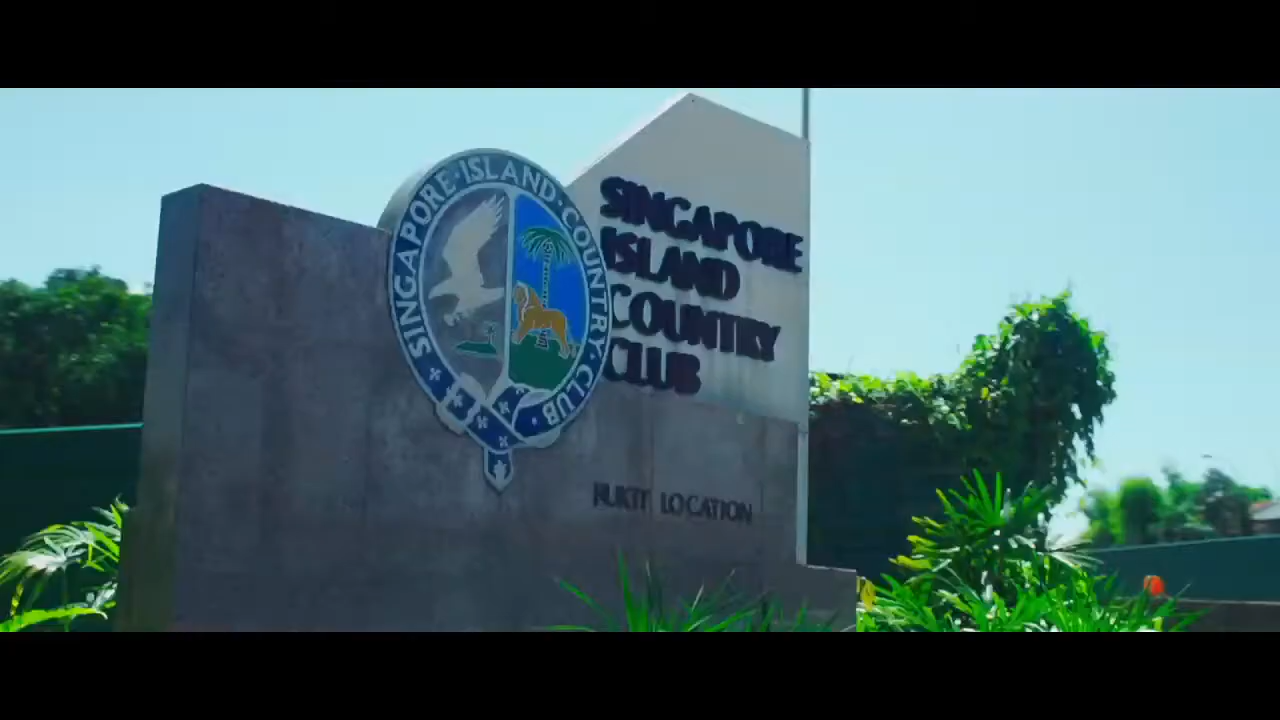 SINGAPORE·ISLAND·COUNTRY·CLUB
SINGAPORE
ISLAND
COUNTRY
CLUB
BUKIT LOCATION